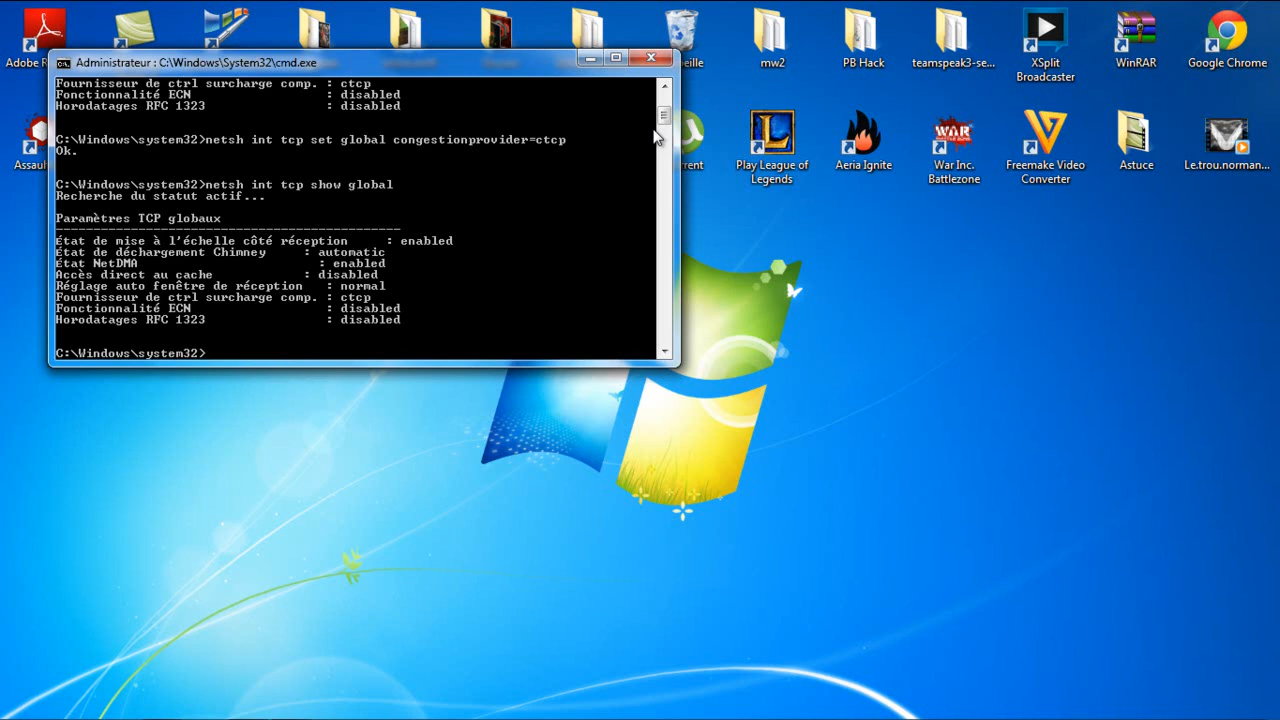 Adobe R
eille
mw2
PB Hack
teamspeak3-se...
XSplit
Broadcaster
WinRAR
Google Chrome
Assau
rrent
Play League of
Legends
Aeria Ignite
WAR
War Inc.
Battlezone
Freemake Video
Converter
Astuce
Le.trou.norman...
Administrateur : C:\Windows\System32\cmd.exe
Fournisseur de ctrl surcharge comp. : ctcp
Fonctionnalité ECN : disabled
Horodatages RFC 1323 : disabled
C:\Windows\system32>netsh int tcp set global congestionprovider=ctcp
Ok.
C:\Windows\system32>netsh int tcp show global
Recherche du statut actif...
Paramètres TCP globaux
----------------------------------------------
État de mise à l'échelle côté réception : enabled
État de déchargement Chimney : automatic
État NetDMA : enabled
Accès direct au cache : disabled
Réglage auto fenêtre de réception : normal
Fournisseur de ctrl surcharge comp. : ctcp
Fonctionnalité ECN : disabled
Horodatages RFC 1323 : disabled
C:\Windows\system32>